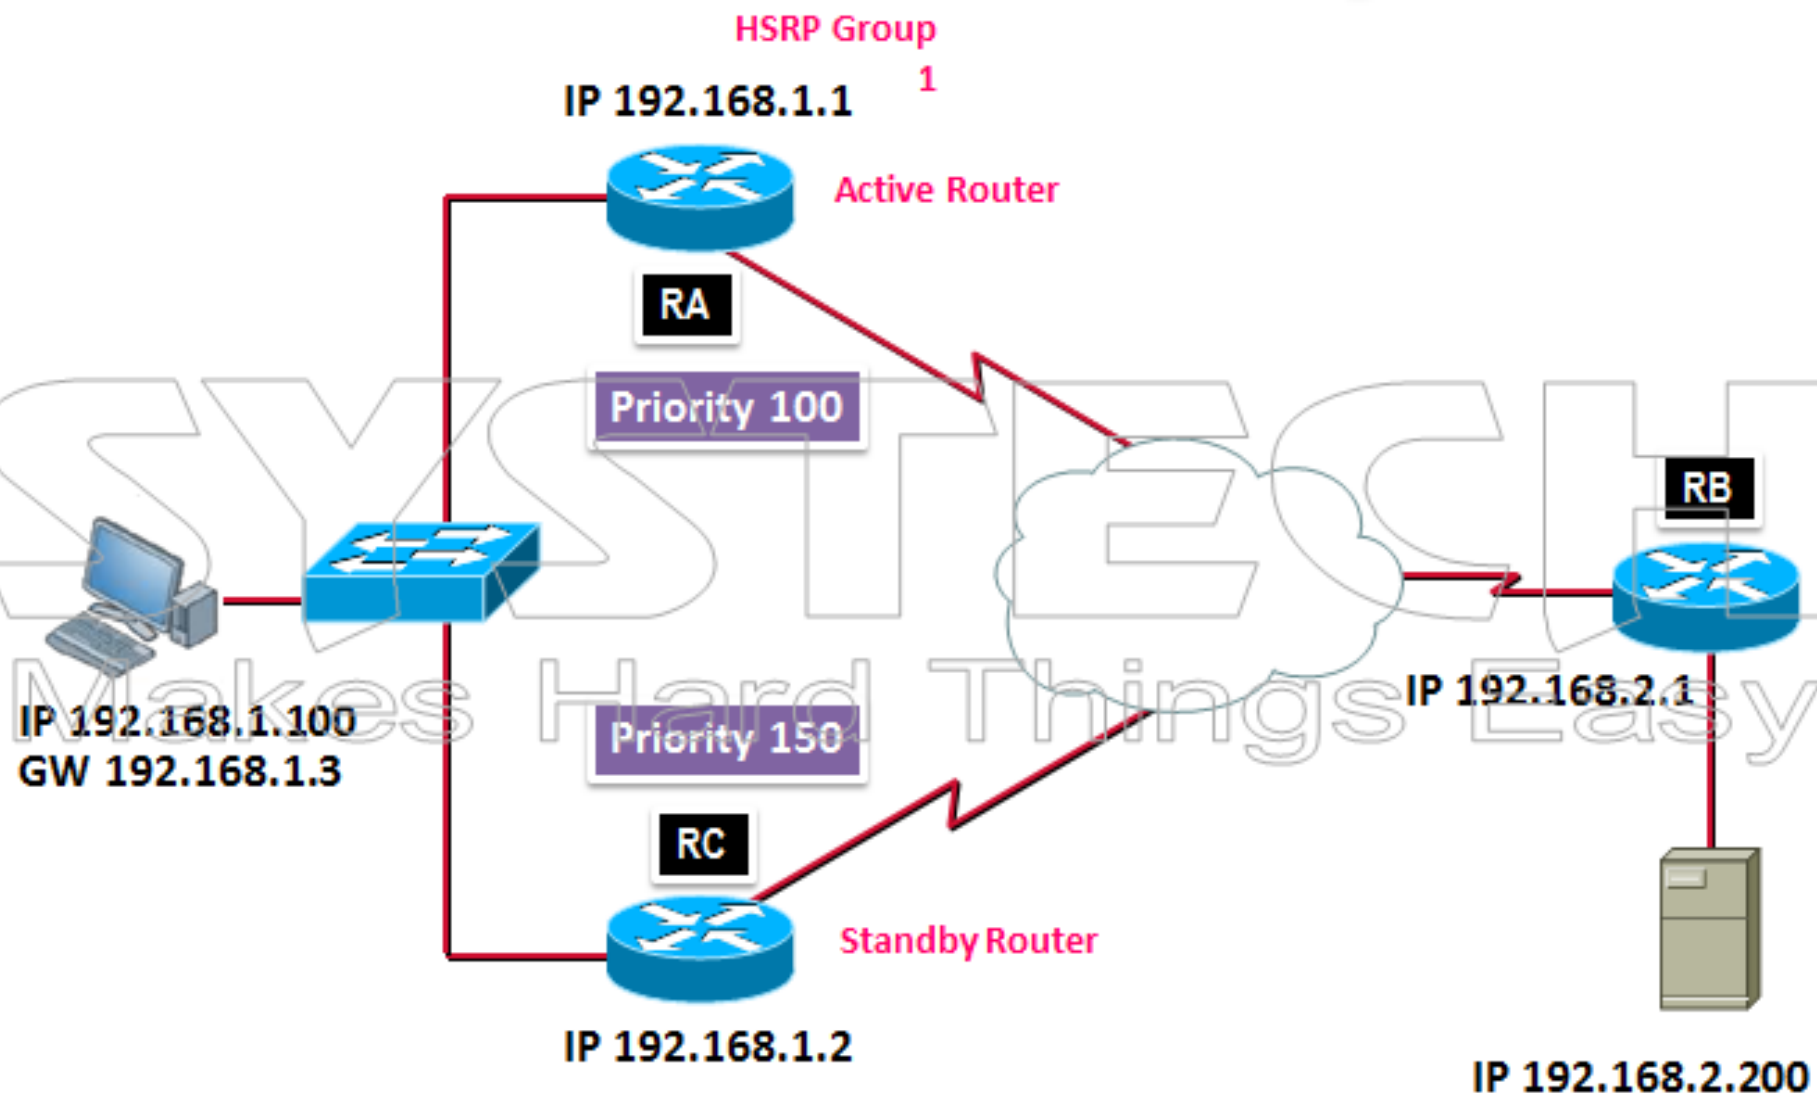 HSRP Group
1
IP 192.168.1.1
Active Router
RA
Priority 100
SYSTECH
RB
IP 192.168.2.1
Makes Hard Things Easy
IP 192.168.1.100
GW 192.168.1.3
Priority 150
RC
Standby Router
IP 192.168.1.2
IP 192.168.2.200